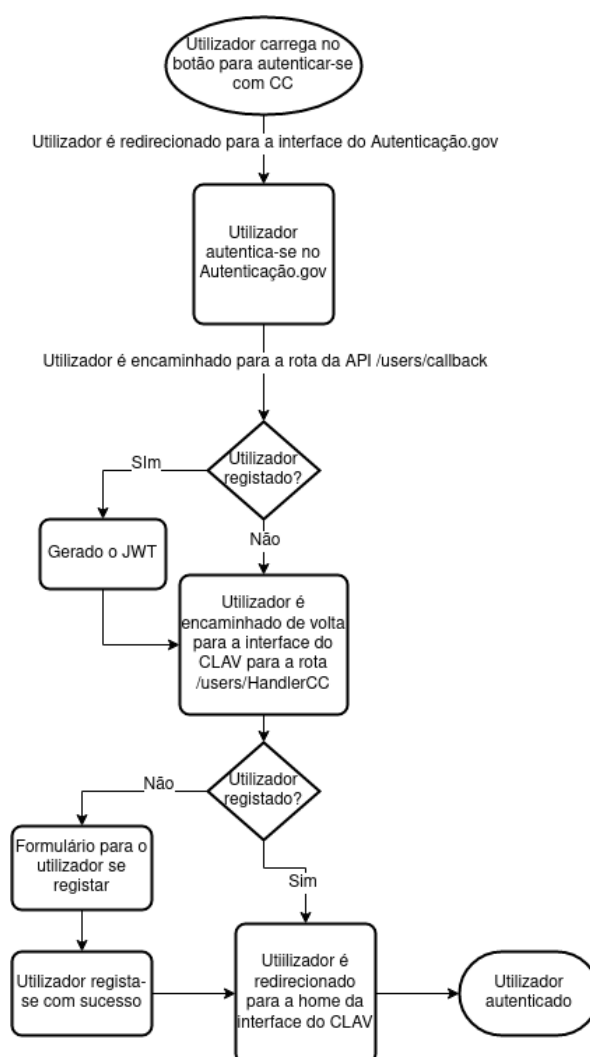 Utilizador carrega no
botão para autenticar-se
com CC
Utilizador é redirecionado para a interface do Autenticação.gov
Utilizador
autentica-se no
Autenticação.gov
Utilizador é encaminhado para a rota da API /users/callback
Utilizador
registado?
SIm
Não
Gerado o JWT
Utilizador é
encaminhado de volta
para a interface do
CLAV para a rota
/users/HandlerCC
Utilizador
registado?
Não
Sim
Formulário para o
utilizador se
registar
Utilizador regista-
se com sucesso
Utiilizador é
redirecionado
para a home da
interface do CLAV
Utilizador
autenticado